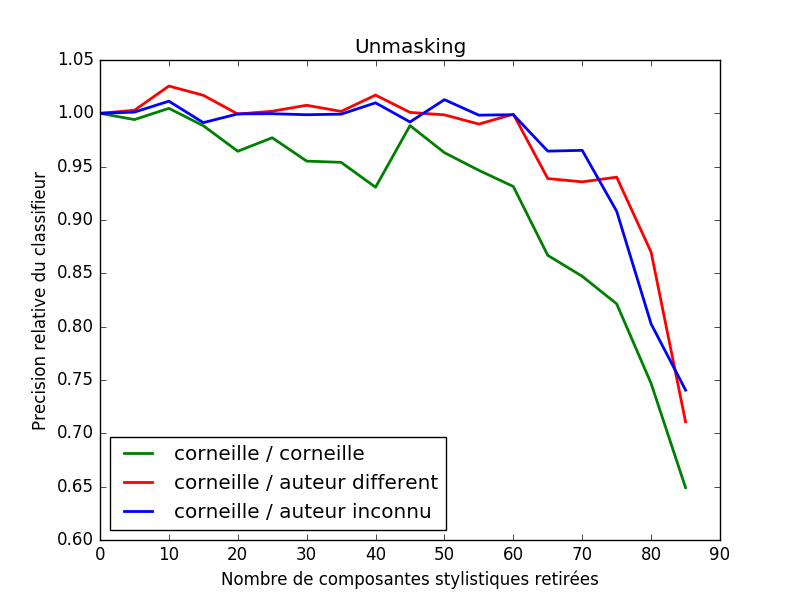 Unmasking
1.05
1.00
0.95
0.90
0.85
0.80
0.75
0.70
0.65
0.60
Precision relative du classifieur
corneille / corneille
corneille / auteur different
corneille / auteur inconnu
0 10 20 30 40 50 60 70 80 90
Nombre de composantes stylistiques retirées